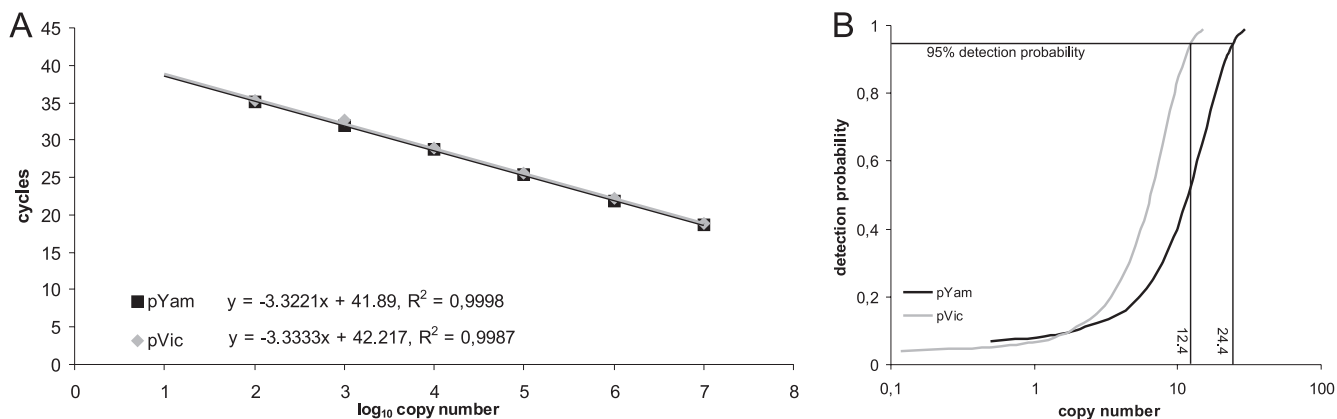 A
45
40
35
30
25
20
15
10
5
0
cycles
pYam y = -3.3221x + 41.89, R² = 0,9998
pVic y = -3.3333x + 42.217, R² = 0,9987
0 1 2 3 4 5 6 7 8
log₁₀ copy number
B
1
0,8
0,6
0,4
0,2
0
detection probability
95% detection probability
pYam
pVic
12.4
24.4
0,1 1 10 100
copy number